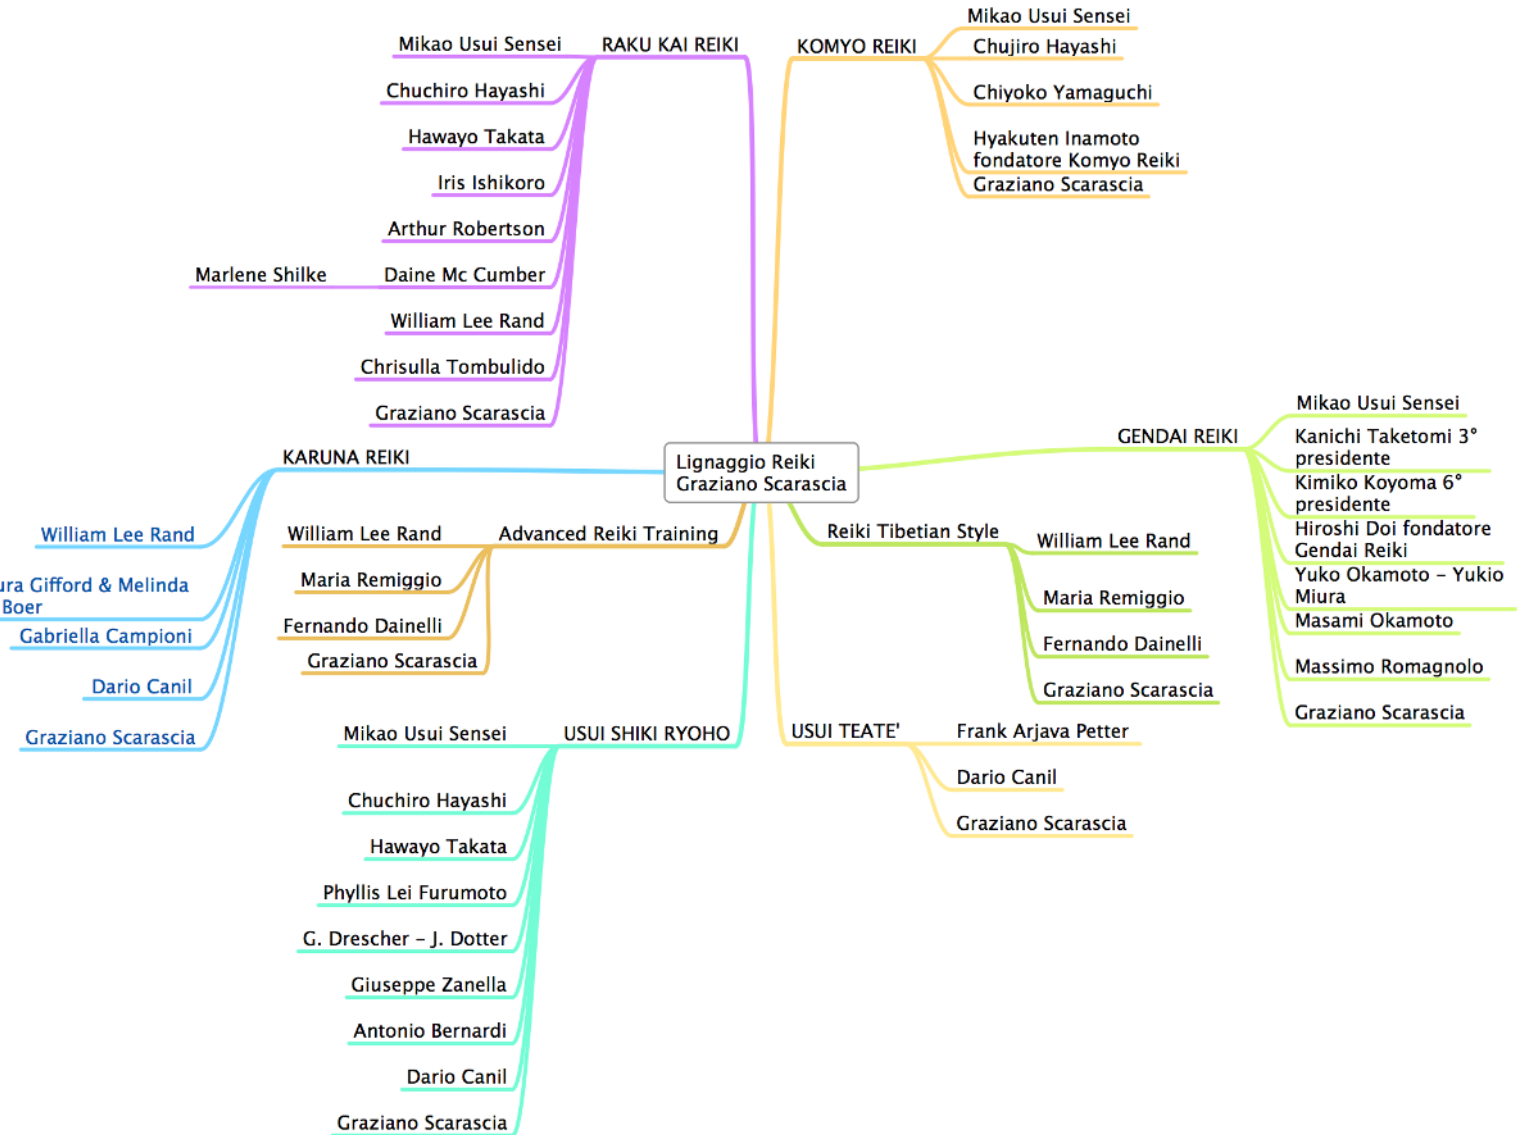 Lignaggio Reiki
Graziano Scarascia
RAKU KAI REIKI
Mikao Usui Sensei
Chuchiro Hayashi
Hawayo Takata
Iris Ishikoro
Arthur Robertson
Daine Mc Cumber
Marlene Shilke
William Lee Rand
Chrisulla Tombulido
Graziano Scarascia
KOMYO REIKI
Mikao Usui Sensei
Chujiro Hayashi
Chiyoko Yamaguchi
Hyakuten Inamoto
fondatore Komyo Reiki
Graziano Scarascia
GENDAI REIKI
Mikao Usui Sensei
Kanichi Taketomi 3°
presidente
Kimiko Koyoma 6°
presidente
Hiroshi Doi fondatore
Gendai Reiki
Yuko Okamoto – Yukio
Miura
Masami Okamoto
Massimo Romagnolo
Graziano Scarascia
KARUNA REIKI
William Lee Rand
Gifford & Melinda
Boer
Gabriella Campioni
Dario Canil
Graziano Scarascia
Advanced Reiki Training
William Lee Rand
Maria Remiggio
Fernando Dainelli
Graziano Scarascia
Reiki Tibetian Style
William Lee Rand
Maria Remiggio
Fernando Dainelli
Graziano Scarascia
USUI SHIKI RYOHO
Mikao Usui Sensei
Chuchiro Hayashi
Hawayo Takata
Phyllis Lei Furumoto
G. Drescher – J. Dotter
Giuseppe Zanella
Antonio Bernardi
Dario Canil
Graziano Scarascia
USUI TEATE'
Frank Arjava Petter
Dario Canil
Graziano Scarascia